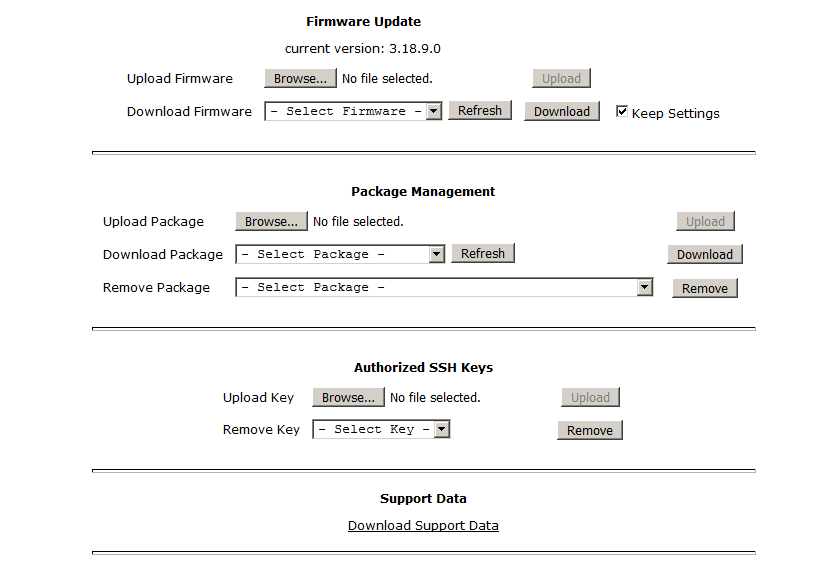 Firmware Update
current version: 3.18.9.0
Upload Firmware Browse... No file selected. Upload
Download Firmware - Select Firmware - Refresh Download Keep Settings
Package Management
Upload Package Browse... No file selected. Upload
Download Package - Select Package - Refresh Download
Remove Package - Select Package - Remove
Authorized SSH Keys
Upload Key Browse... No file selected. Upload
Remove Key - Select Key - Remove
Support Data
Download Support Data